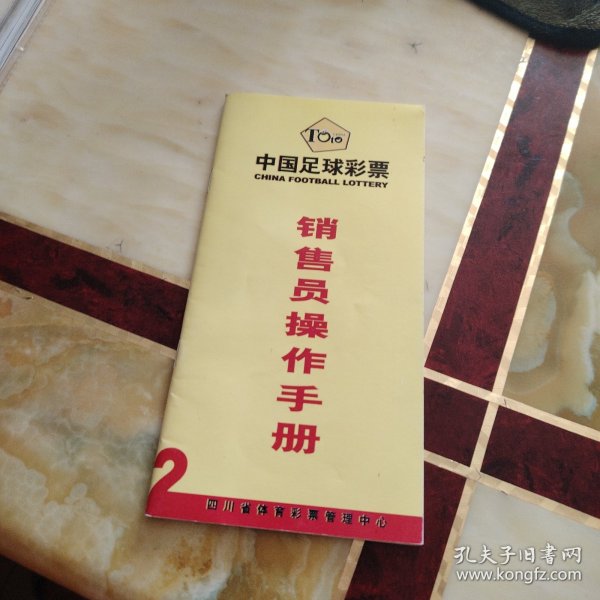 Toto
中国足球彩票
CHINA FOOTBALL LOTTERY
销售员操作手册
2
四川省体育彩票管理中心
孔夫子旧书网
www.kongfz.com